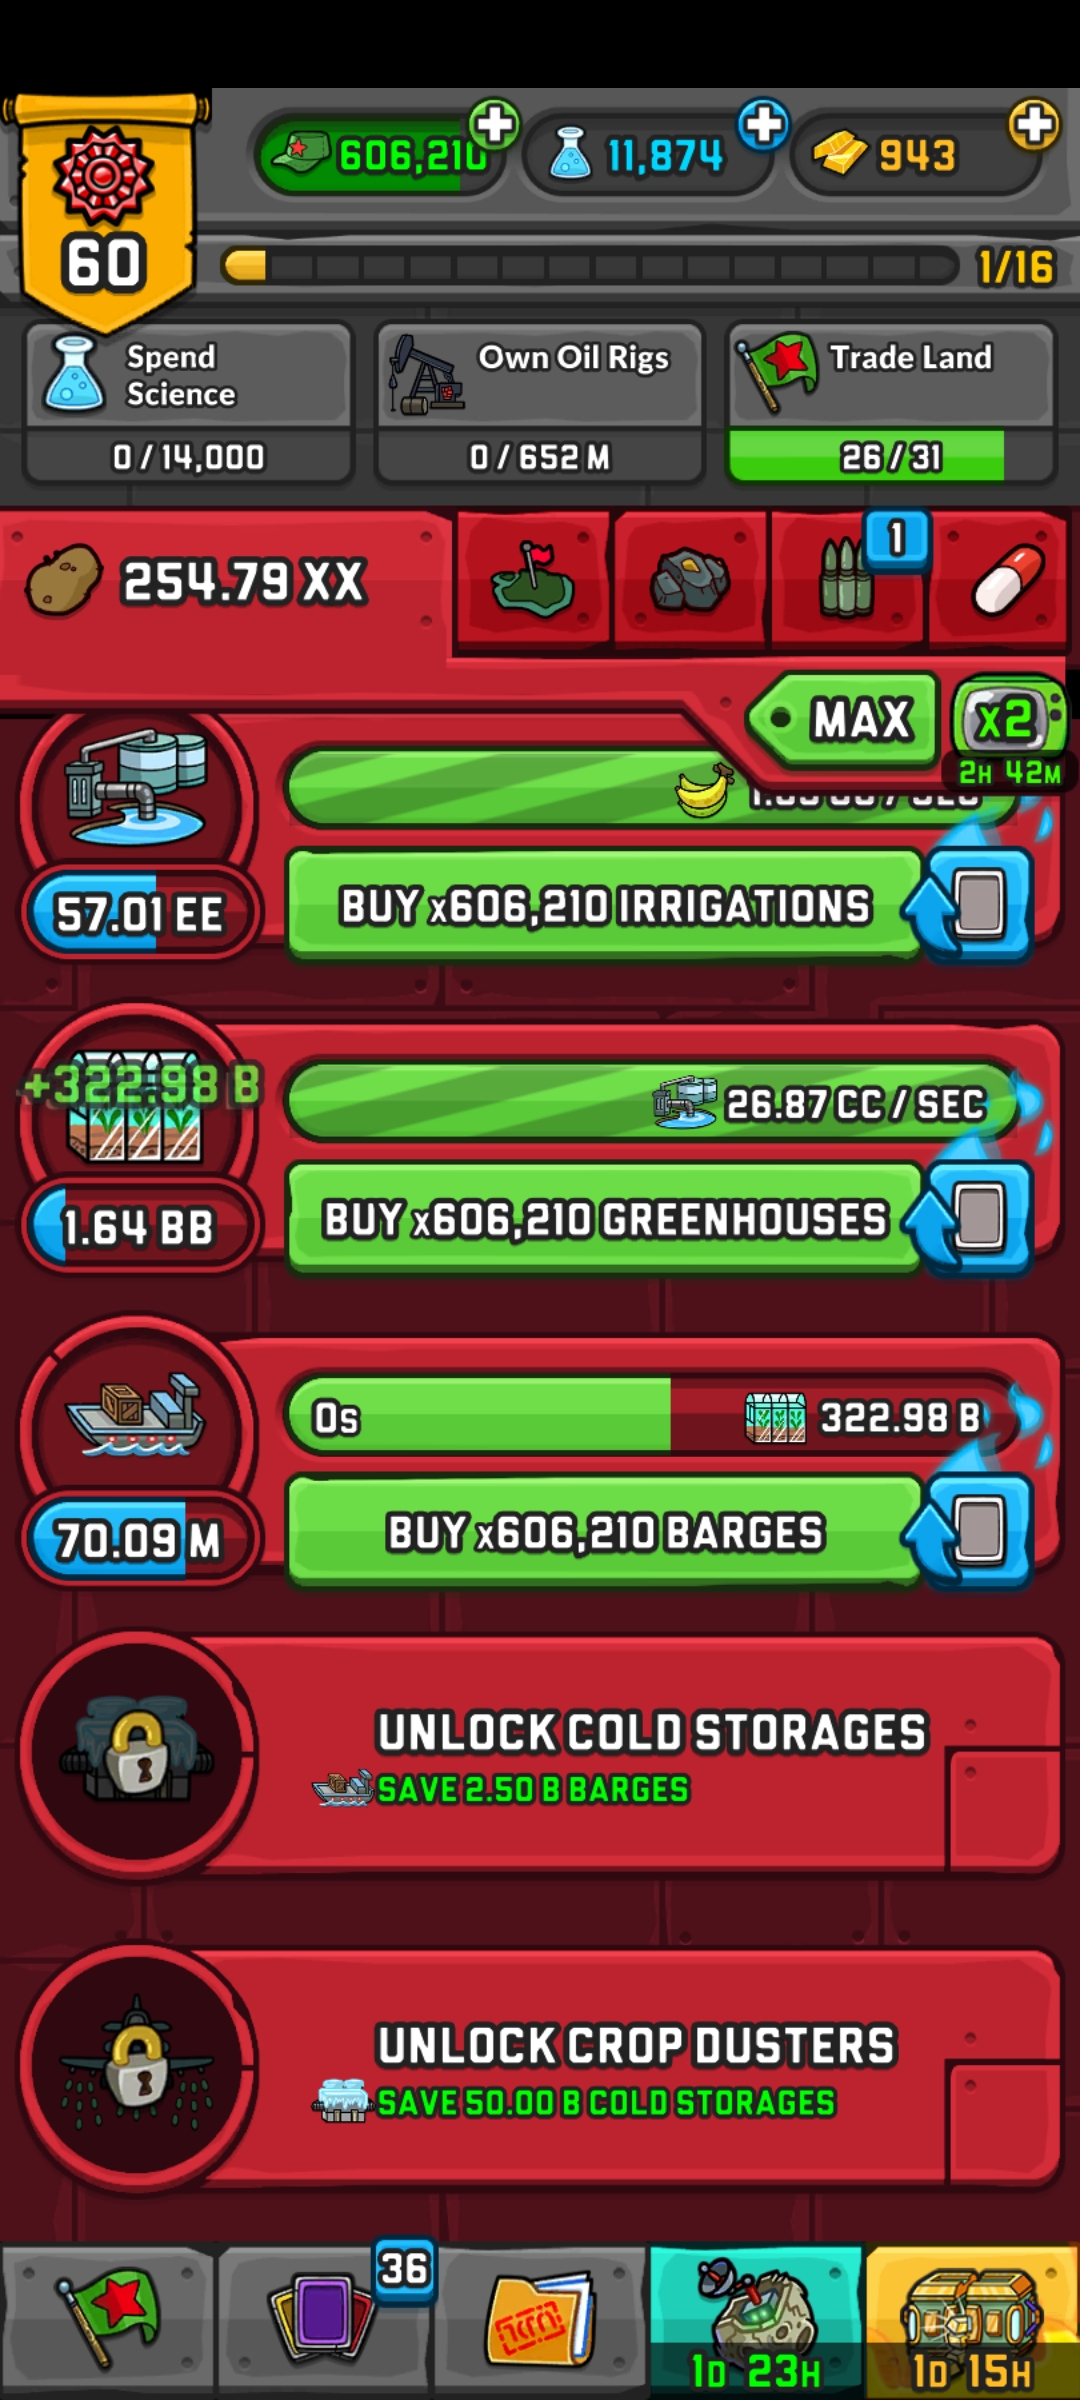 606,210
11,874
943
60
1/16
Spend
Science
0/14,000
Own Oil Rigs
0/652 M
Trade Land
26/31
254.79 XX
1
MAX
x2
2H 42M
57.01 EE
BUY x606,210 IRRIGATIONS
+322.98 B
26.87 CC / SEC
1.64 BB
BUY x606,210 GREENHOUSES
0s
322.98 B
70.09 M
BUY x606,210 BARGES
UNLOCK COLD STORAGES
SAVE 2.50 B BARGES
UNLOCK CROP DUSTERS
SAVE 50.00 B COLD STORAGES
36
1D 23H
1D 15H